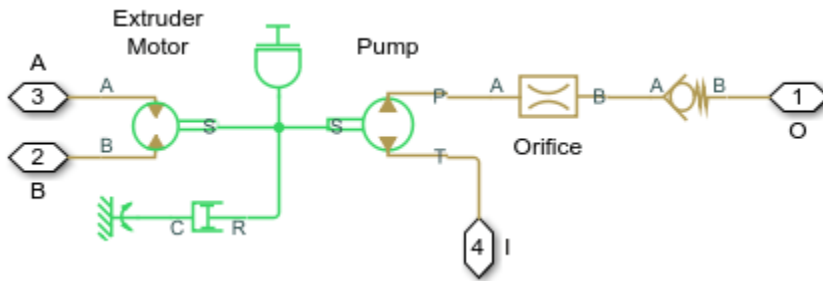 Extruder
Motor
Pump
A
3
A
A
P
A
B
A
B
1
S
S
O
2
B
B
Orifice
T
C
R
4
I